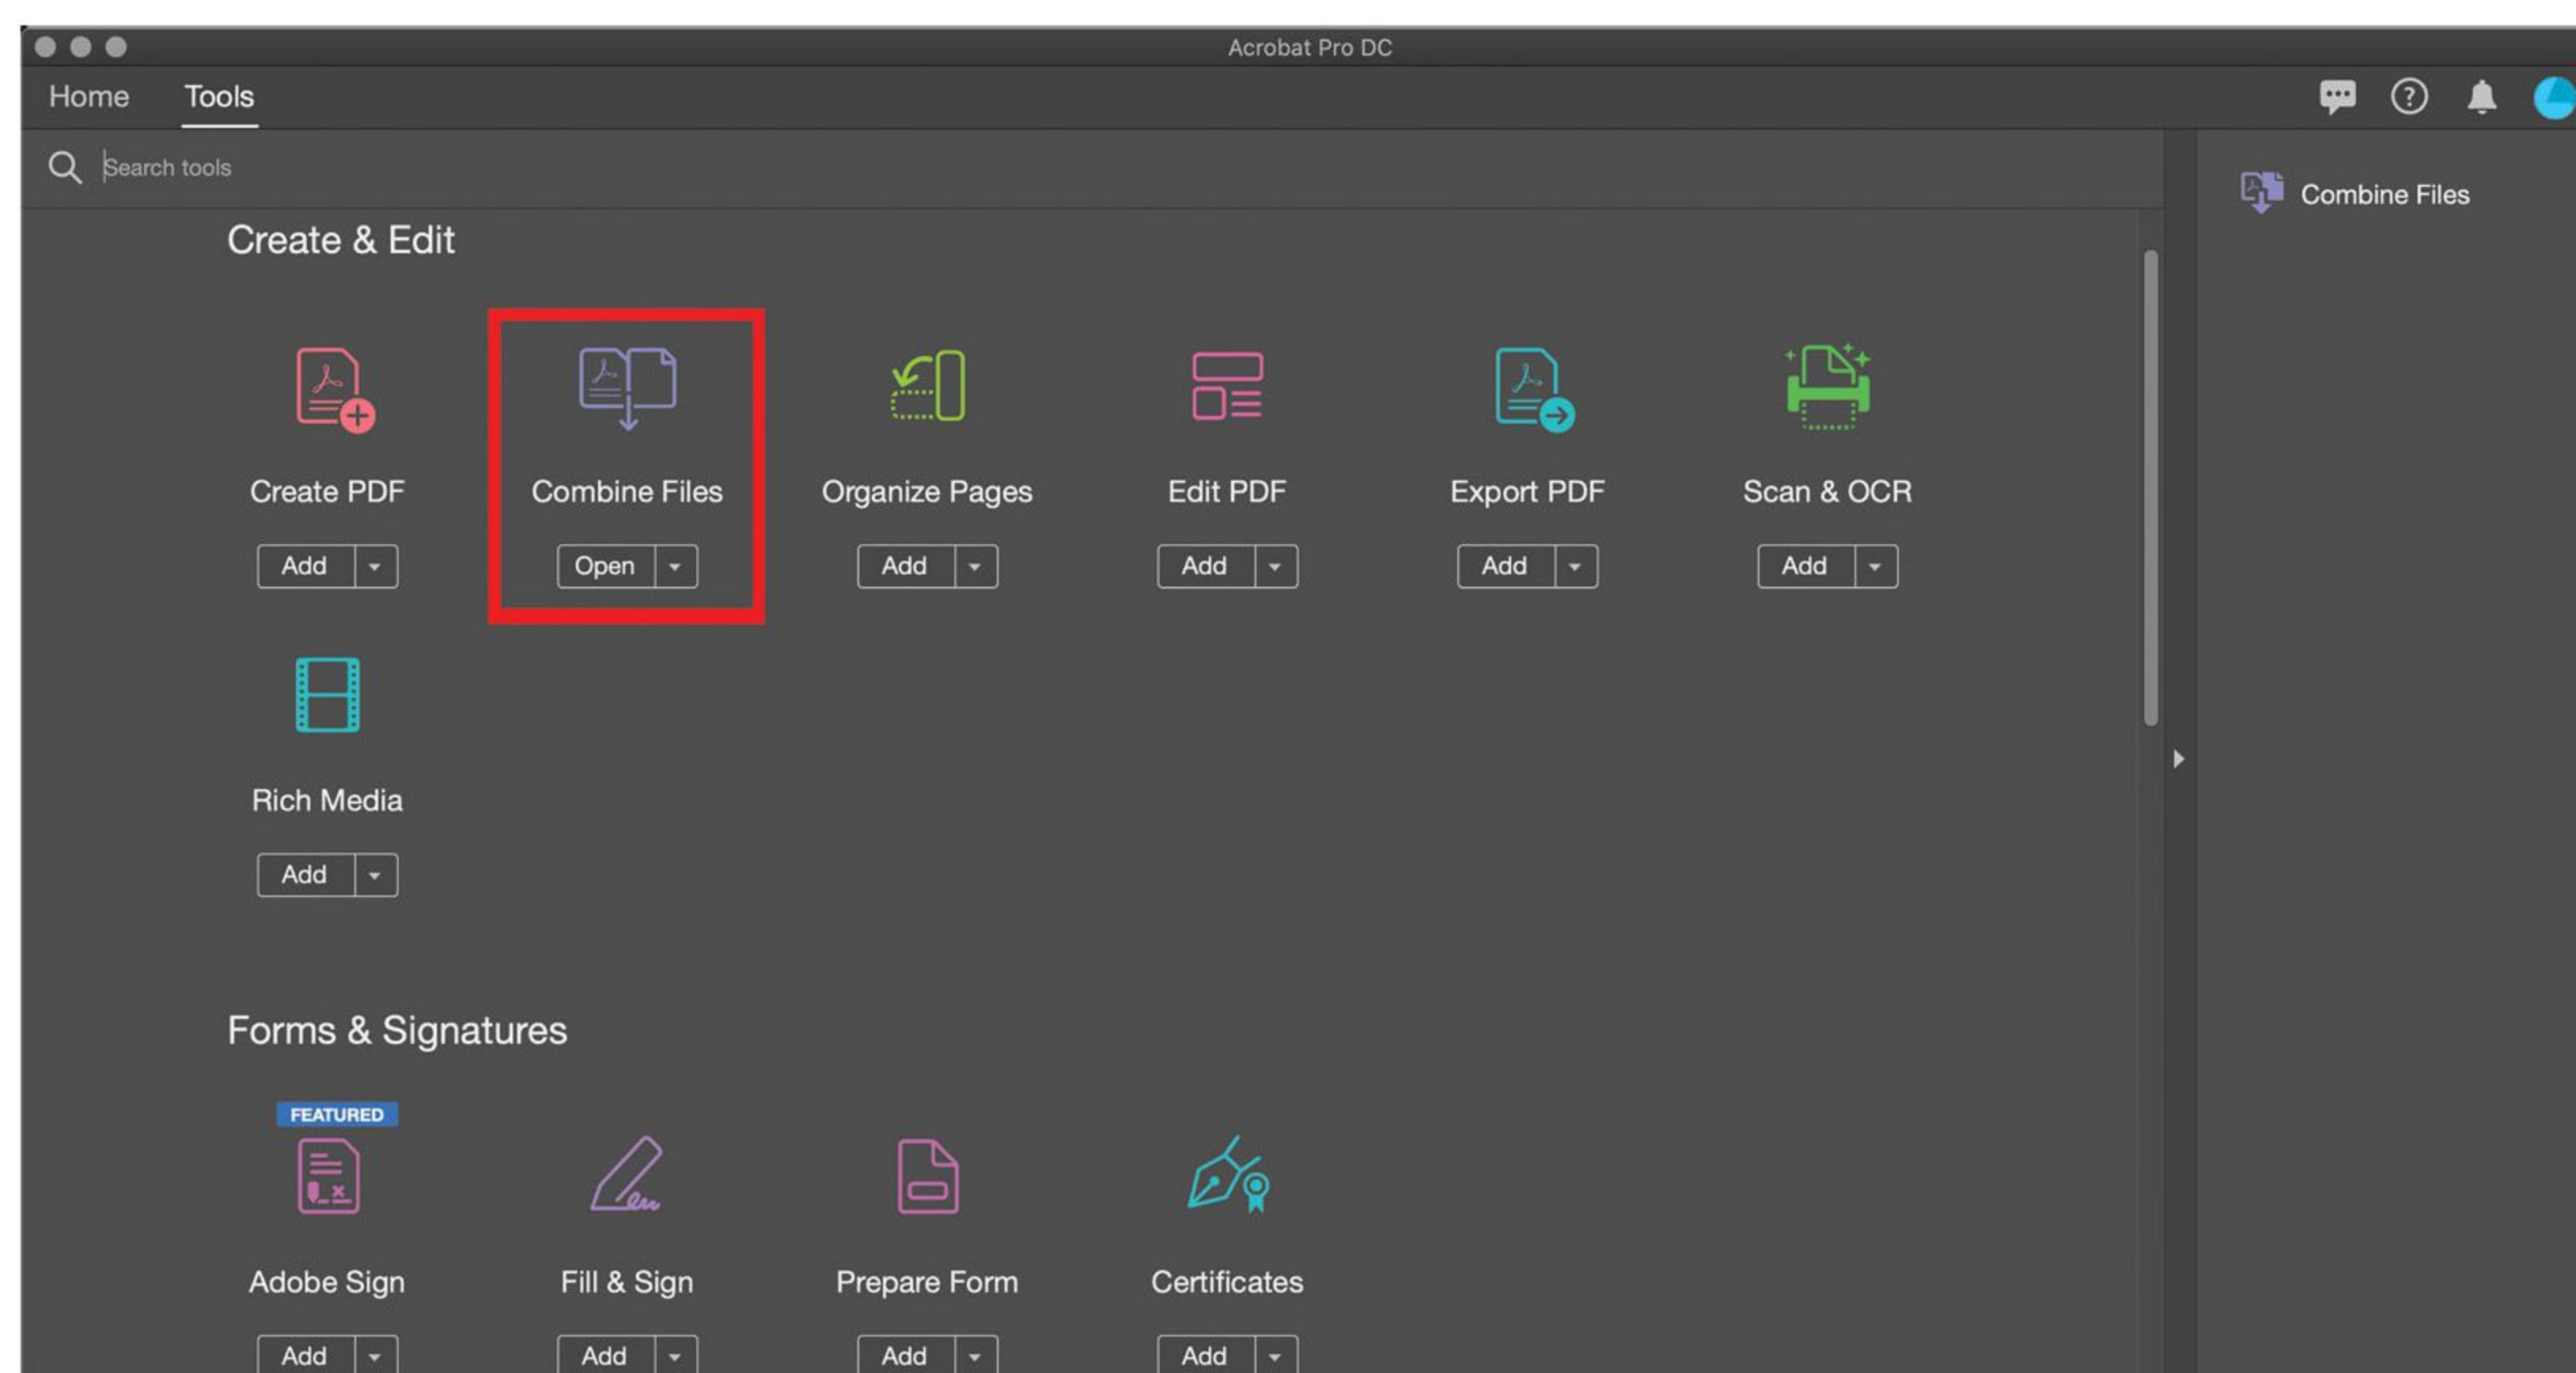 Acrobat Pro DC
Home Tools
Search tools
Combine Files
Create & Edit
Create PDF Combine Files Organize Pages Edit PDF Export PDF Scan & OCR
Add Open Add Add Add Add
Rich Media
Add
Forms & Signatures
FEATURED
Adobe Sign Fill & Sign Prepare Form Certificates
Add Add Add Add